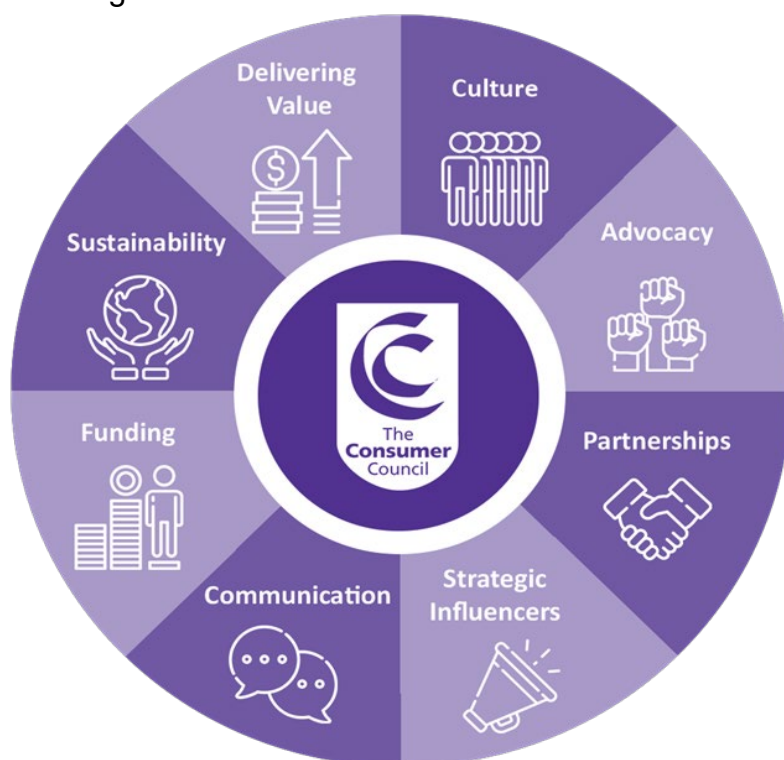 Delivering
Value
Culture
Advocacy
Partnerships
Strategic
Influencers
Communication
Funding
Sustainability
$
The
Consumer
Council